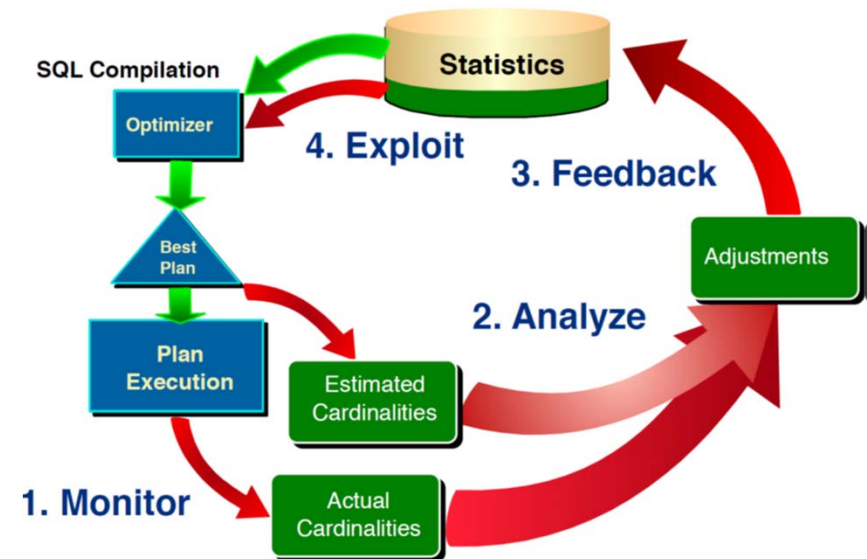 SQL Compilation
Statistics
Optimizer
4. Exploit
3. Feedback
Best
Plan
Adjustments
2. Analyze
Plan
Execution
Estimated
Cardinalities
1. Monitor
Actual
Cardinalities